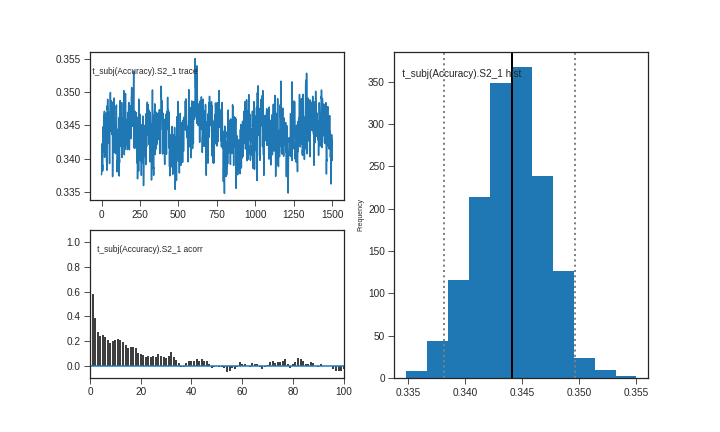 t_subj(Accuracy).S2_1 trace
0.355
0.350
0.345
0.340
0.335
0 250 500 750 1000 1250 1500
t_subj(Accuracy).S2_1 acorr
1.0
0.8
0.6
0.4
0.2
0.0
0 20 40 60 80 100
t_subj(Accuracy).S2_1 hist
Frequency
350
300
250
200
150
100
50
0
0.335 0.340 0.345 0.350 0.355